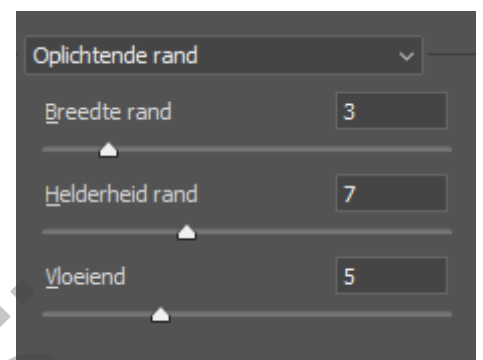 Oplichtende rand
Breedte rand 3
Helderheid rand 7
Vloeiend 5